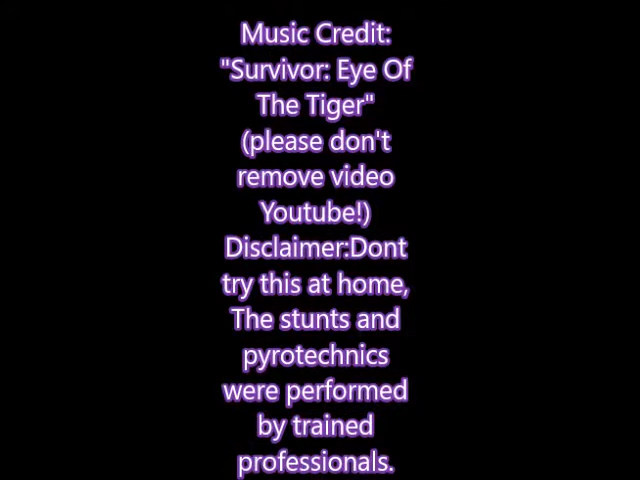 Music Credit:
"Survivor: Eye Of
The Tiger"
(please don't
remove video
Youtube!)
Disclaimer:Dont
try this at home,
The stunts and
pyrotechnics
were performed
by trained
professionals.